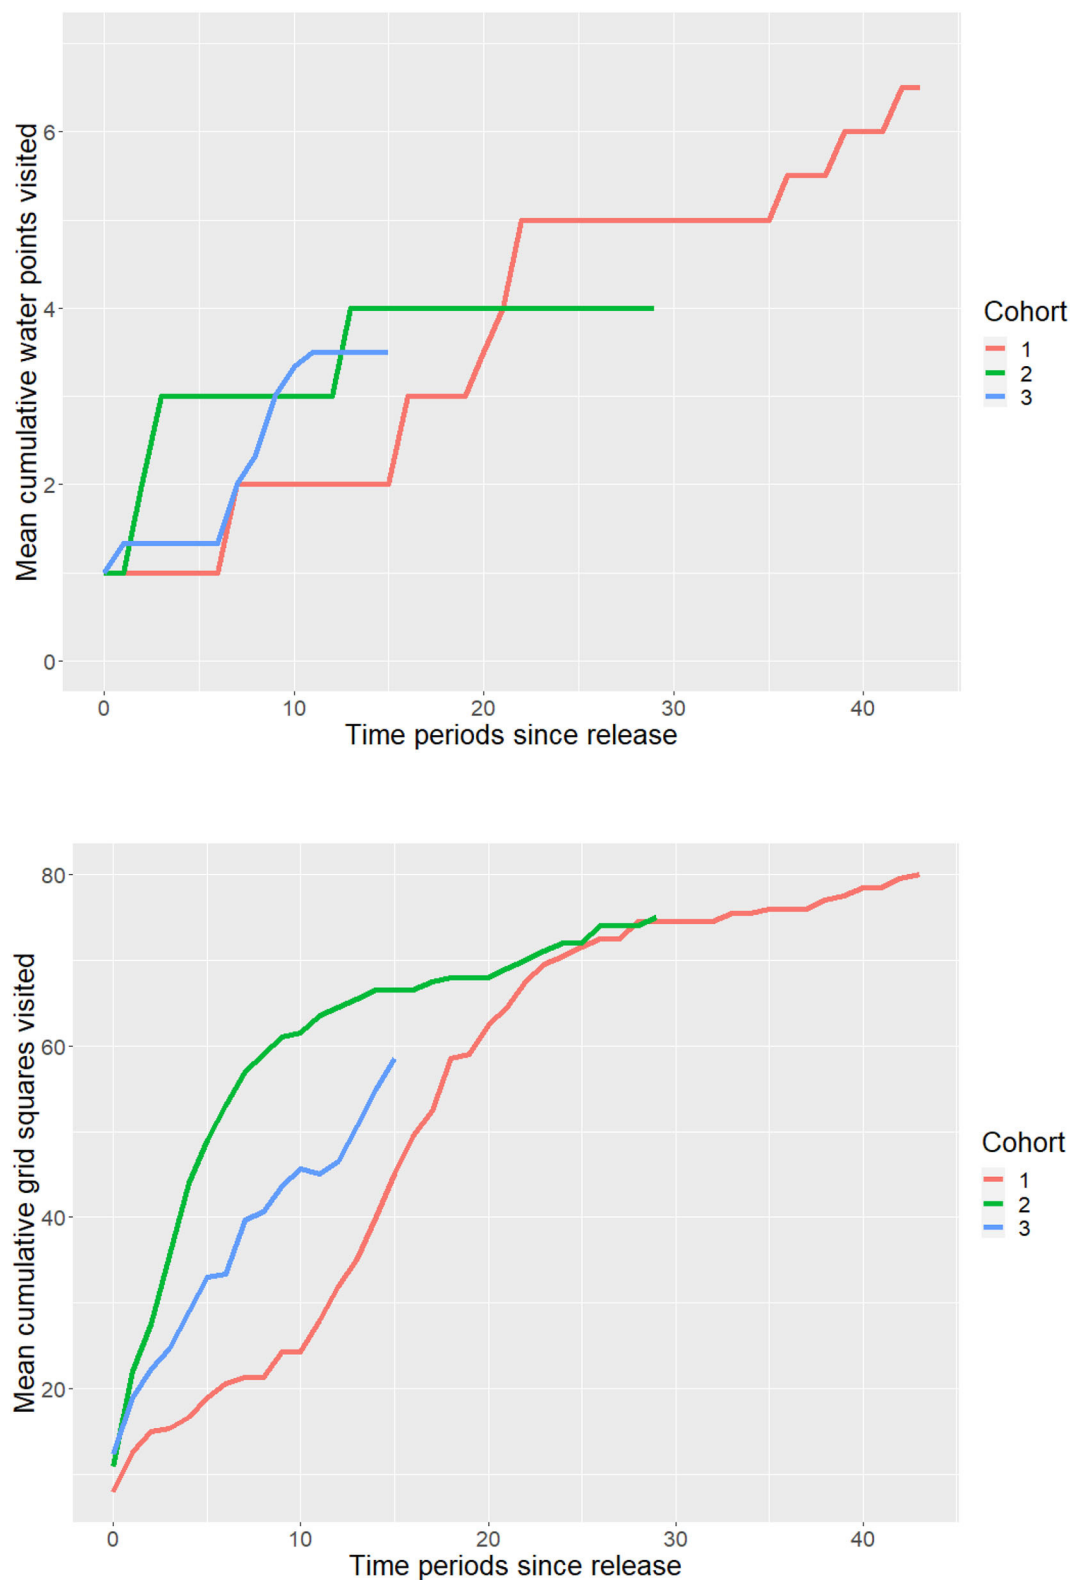 Mean cumulative water points visited
6
4
2
0
0 10 20 30 40
Time periods since release
Cohort
1
2
3
Mean cumulative grid squares visited
80
60
40
20
0 10 20 30 40
Time periods since release
Cohort
1
2
3